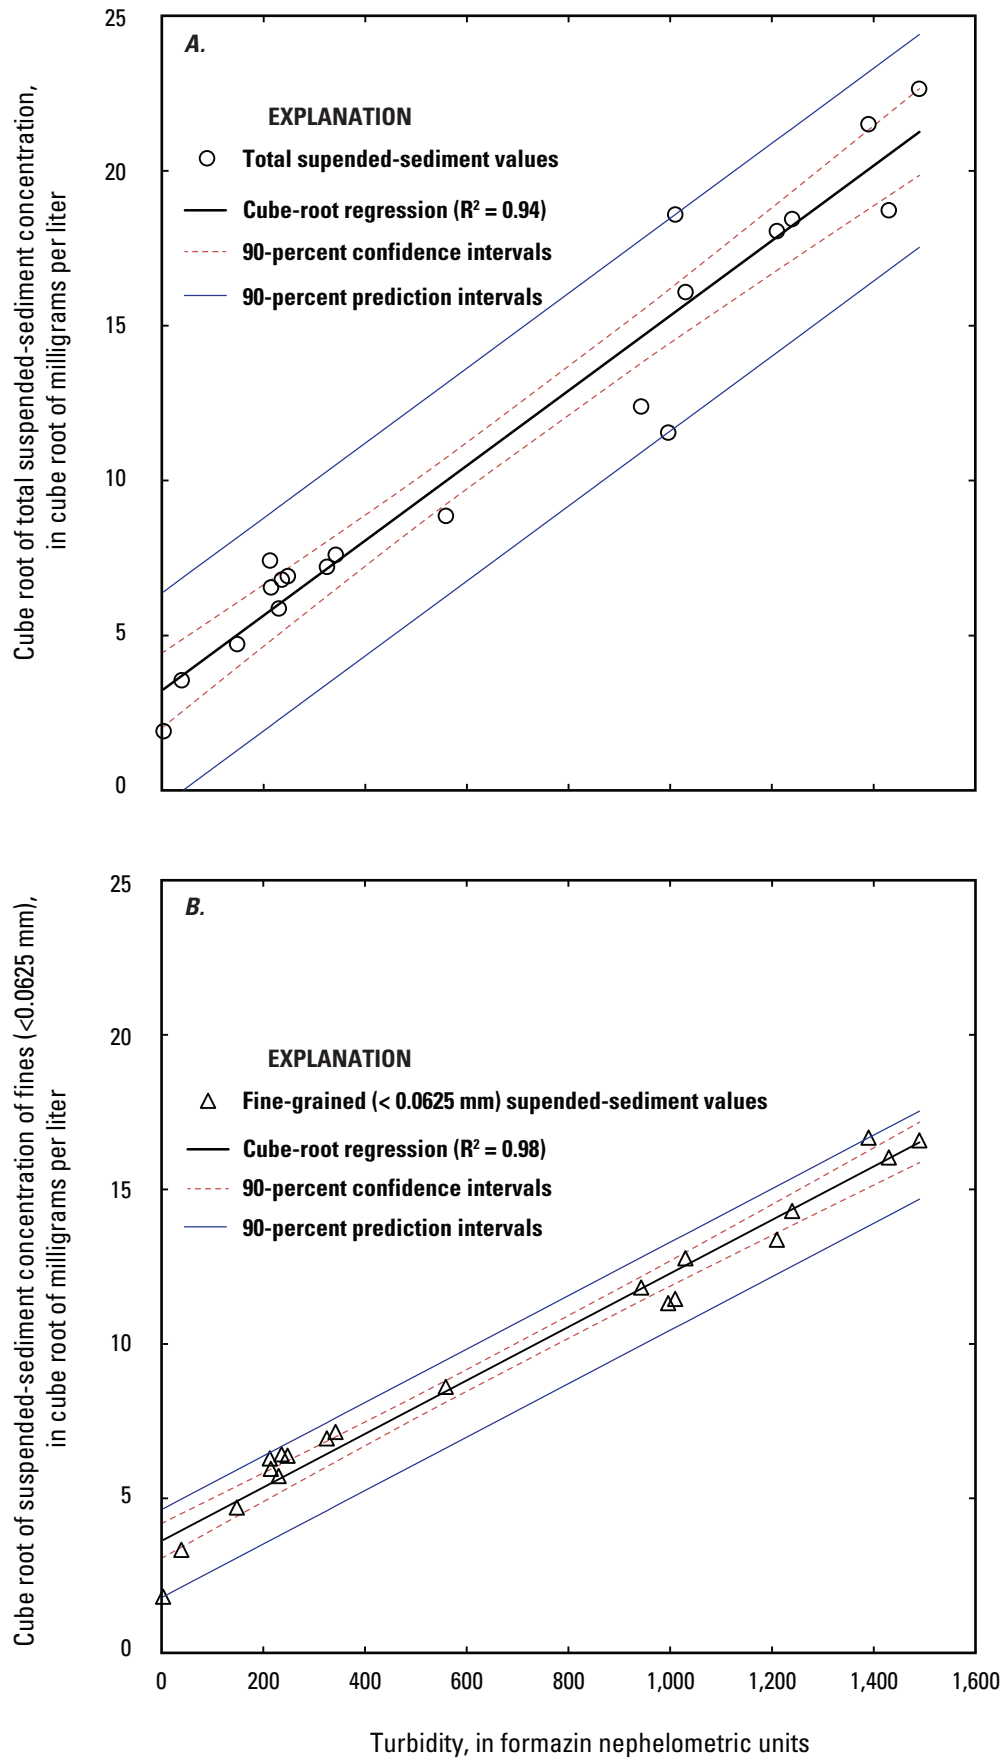 25
A.
EXPLANATION
Total supended-sediment values
20
Cube-root regression (R² = 0.94)
90-percent confidence intervals
90-percent prediction intervals
15
10
5
0
Cube root of total suspended-sediment concentration,
in cube root of milligrams per liter
25
B.
20
EXPLANATION
Fine-grained (< 0.0625 mm) supended-sediment values
Cube-root regression (R² = 0.98)
90-percent confidence intervals
90-percent prediction intervals
15
10
5
0
Cube root of suspended-sediment concentration of fines (<0.0625 mm),
in cube root of milligrams per liter
0 200 400 600 800 1,000 1,200 1,400 1,600
Turbidity, in formazin nephelometric units